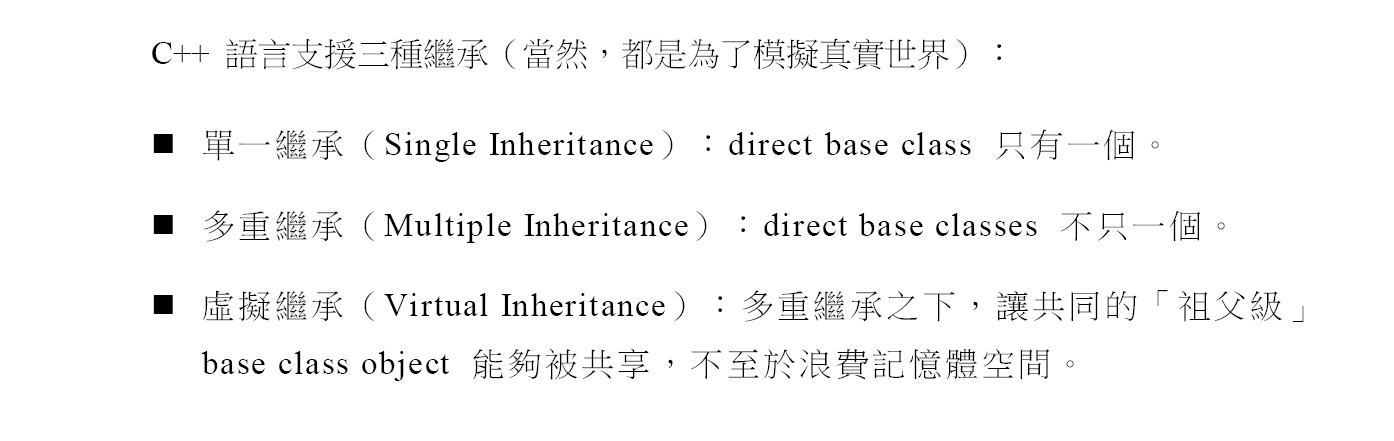 C++ 語言支援三種繼承（當然，都是為了模擬真實世界）：
■ 單一繼承（Single Inheritance）：direct base class 只有一個。
■ 多重繼承（Multiple Inheritance）：direct base classes 不只一個。
■ 虛擬繼承（Virtual Inheritance）：多重繼承之下，讓共同的「祖父級」
base class object 能夠被共享，不至於浪費記憶體空間。